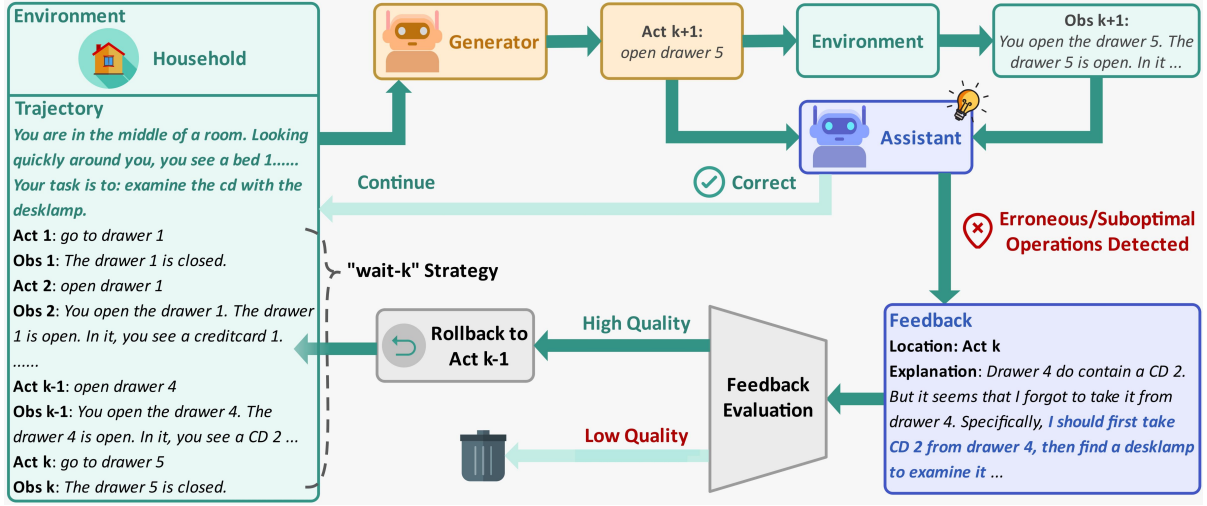 Environment
Household
Trajectory
You are in the middle of a room. Looking
quickly around you, you see a bed 1......
Your task is to: examine the cd with the
desklamp.
Act 1: go to drawer 1
Obs 1: The drawer 1 is closed.
Act 2: open drawer 1
Obs 2: You open the drawer 1. The drawer
1 is open. In it, you see a creditcard 1.
......
Act k-1: open drawer 4
Obs k-1: You open the drawer 4. The
drawer 4 is open. In it, you see a CD 2 ...
Act k: go to drawer 5
Obs k: The drawer 5 is closed.
Generator
Act k+1:
open drawer 5
Environment
Obs k+1:
You open the drawer 5. The
drawer 5 is open. In it ...
Assistant
Continue
Correct
Erroneous/Suboptimal
Operations Detected
"wait-k" Strategy
Rollback to
Act k-1
High Quality
Low Quality
Feedback
Evaluation
Feedback
Location: Act k
Explanation: Drawer 4 do contain a CD 2.
But it seems that I forgot to take it from
drawer 4. Specifically, I should first take
CD 2 from drawer 4, then find a desklamp
to examine it ...